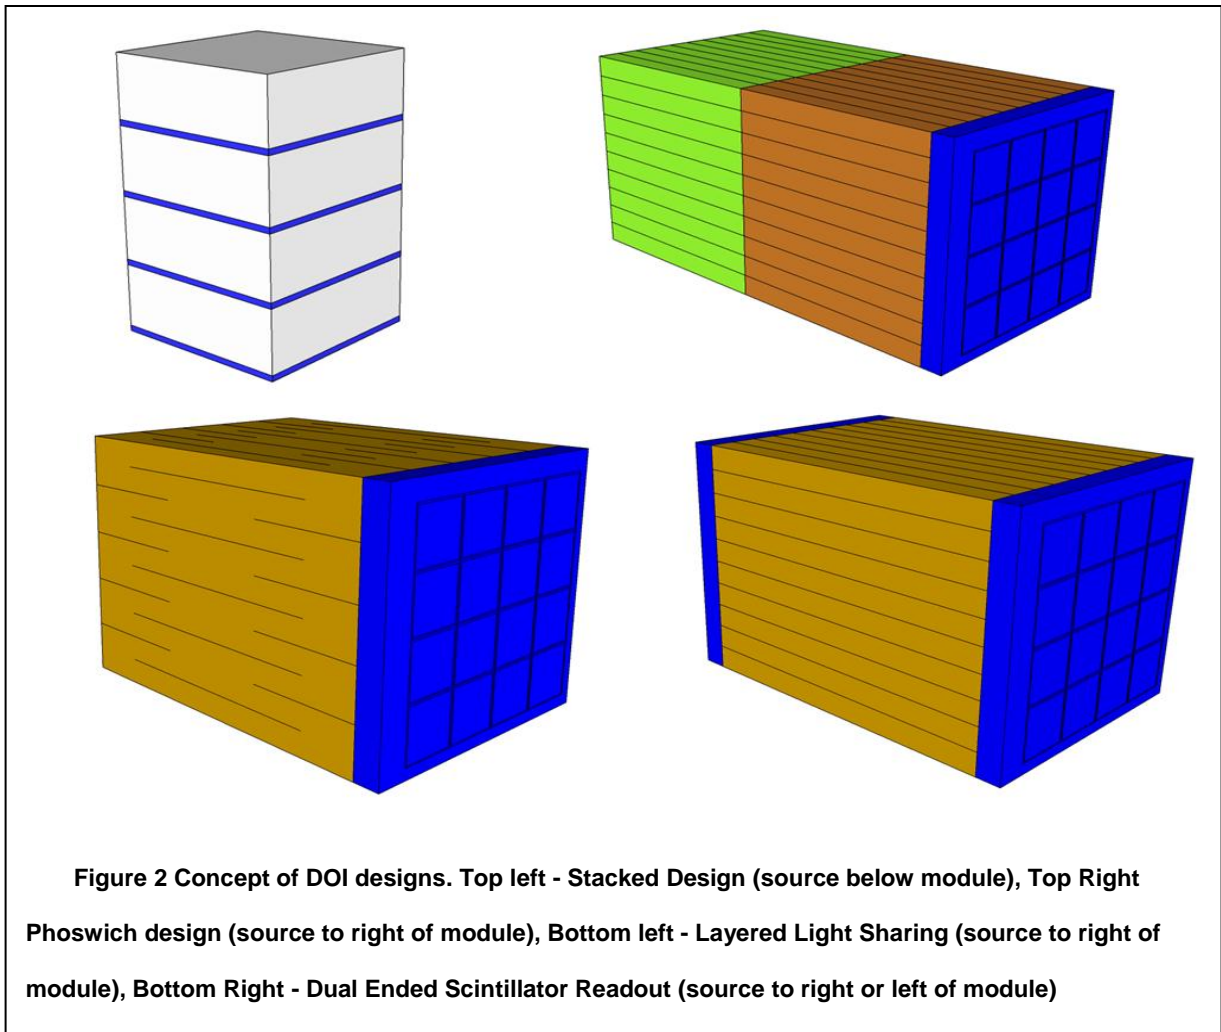 Figure 2 Concept of DOI designs. Top left - Stacked Design (source below module), Top Right
Phoswich design (source to right of module), Bottom left - Layered Light Sharing (source to right of
module), Bottom Right - Dual Ended Scintillator Readout (source to right or left of module)